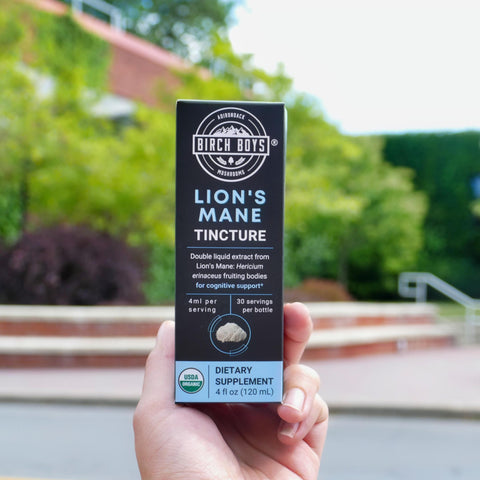 ADIRONDACK
BIRCH BOYS®
MUSHROOMS
LION'S
MANE
TINCTURE
Double liquid extract from
Lion's Mane: Hericium
erinaceus fruiting bodies
for cognitive support†
4ml per
serving
30 servings
per bottle
USDA
ORGANIC
DIETARY
SUPPLEMENT
4 fl oz (120 mL)